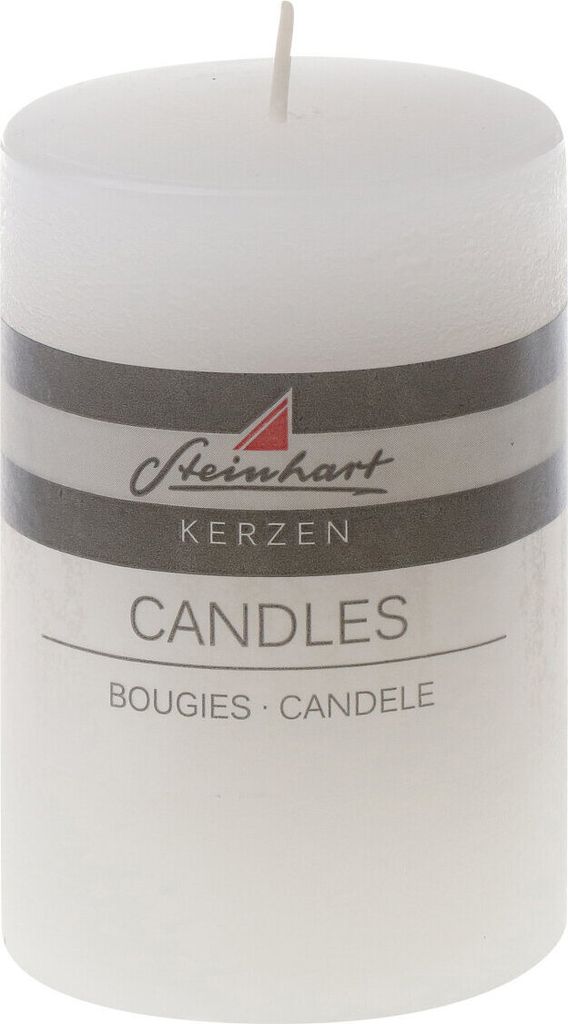 Steinhart
KERZEN
CANDLES
BOUGIES · CANDELE